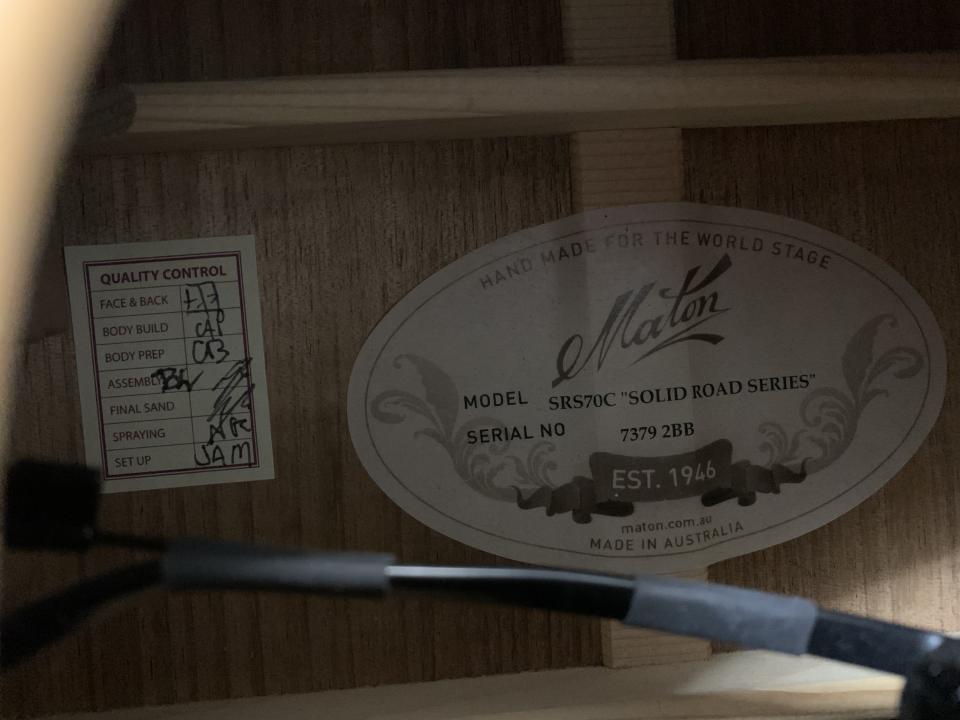 QUALITY CONTROL
FACE & BACK
BODY BUILD
BODY PREP CB
ASSEMBLY
FINAL SAND
SPRAYING
SET UP SAM
HAND MADE FOR THE WORLD STAGE
Maton
MODEL SRS70C "SOLID ROAD SERIES"
SERIAL NO 7379 2BB
EST. 1946
maton.com.au
MADE IN AUSTRALIA